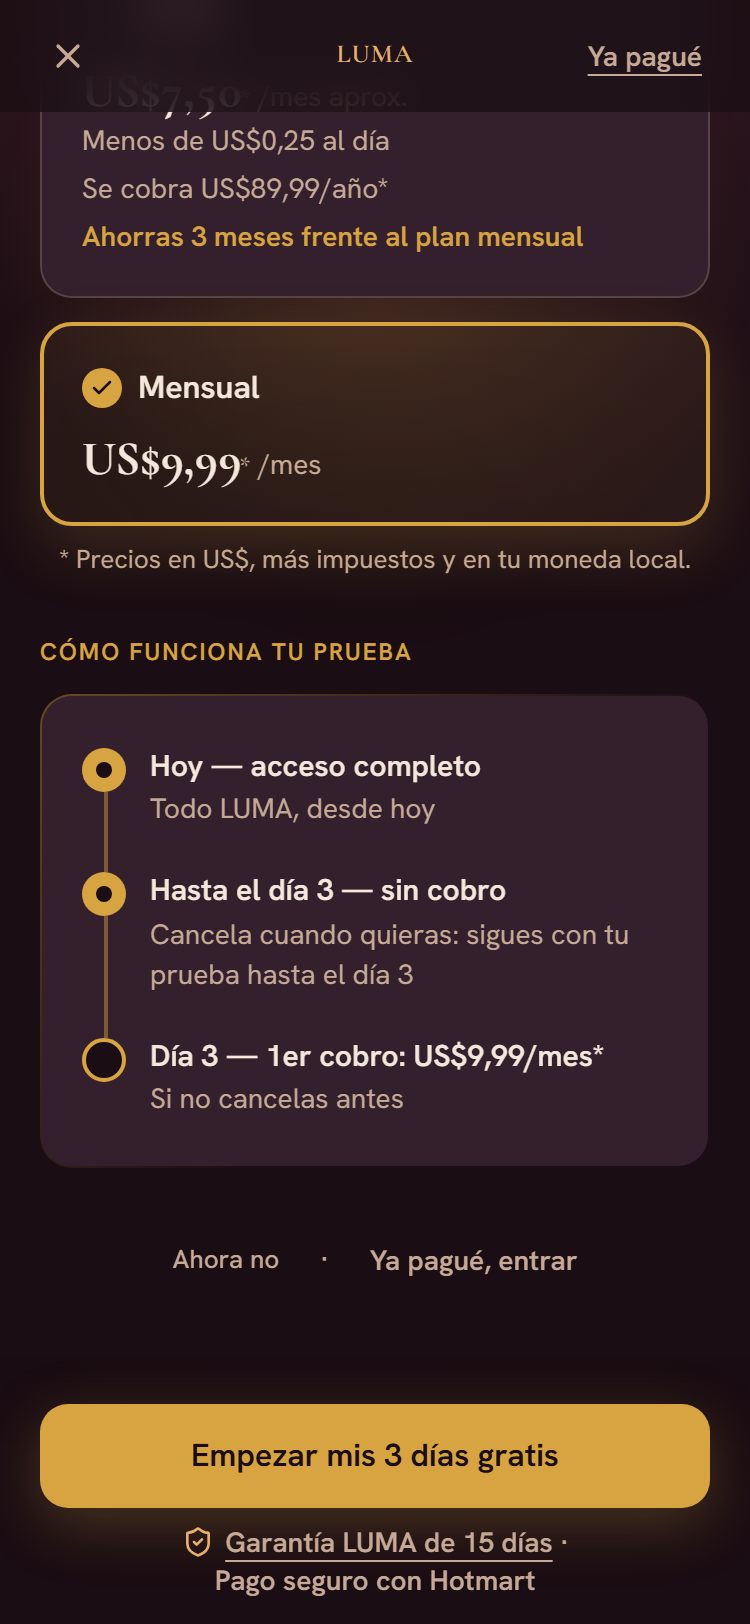 LUMA
Ya pagué
US$7,50* /mes aprox.
Menos de US$0,25 al día
Se cobra US$89,99/año*
Ahorras 3 meses frente al plan mensual
Mensual
US$9,99* /mes
* Precios en US$, más impuestos y en tu moneda local.
CÓMO FUNCIONA TU PRUEBA
Hoy — acceso completo
Todo LUMA, desde hoy
Hasta el día 3 — sin cobro
Cancela cuando quieras: sigues con tu
prueba hasta el día 3
Día 3 — 1er cobro: US$9,99/mes*
Si no cancelas antes
Ahora no · Ya pagué, entrar
Empezar mis 3 días gratis
Garantía LUMA de 15 días ·
Pago seguro con Hotmart